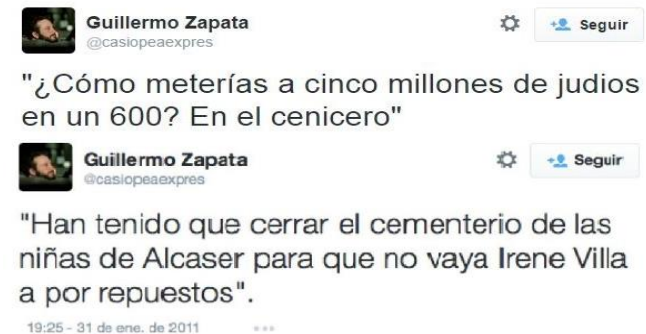 Guillermo Zapata
@casiopeaexpres
Seguir
"¿Cómo meterías a cinco millones de judios
en un 600? En el cenicero"
Guillermo Zapata
@casiopeaexpres
Seguir
"Han tenido que cerrar el cementerio de las
niñas de Alcaser para que no vaya Irene Villa
a por repuestos".
19:25 - 31 de ene. de 2011